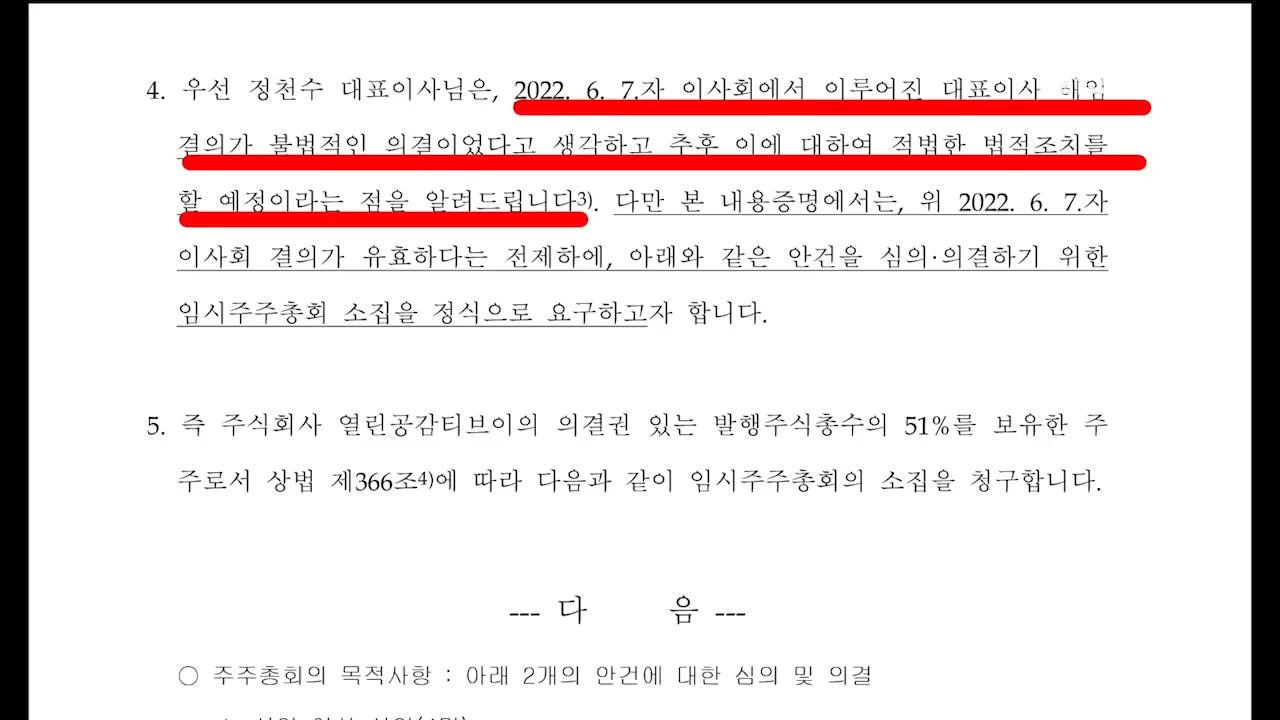 4. 우선 정천수 대표이사님은, 2022. 6. 7.자 이사회에서 이루어진 대표이사 해임
결의가 불법적인 의결이었다고 생각하고 추후 이에 대하여 적법한 법적조치를
할 예정이라는 점을 알려드립니다3). 다만 본 내용증명에서는, 위 2022. 6. 7.자
이사회 결의가 유효하다는 전제하에, 아래와 같은 안건을 심의·의결하기 위한
임시주주총회 소집을 정식으로 요구하고자 합니다.
5. 즉 주식회사 열린공감티브이의 의결권 있는 발행주식총수의 51%를 보유한 주
주로서 상법 제366조4)에 따라 다음과 같이 임시주주총회의 소집을 청구합니다.
--- 다 음 ---
○ 주주총회의 목적사항 : 아래 2개의 안건에 대한 심의 및 의결